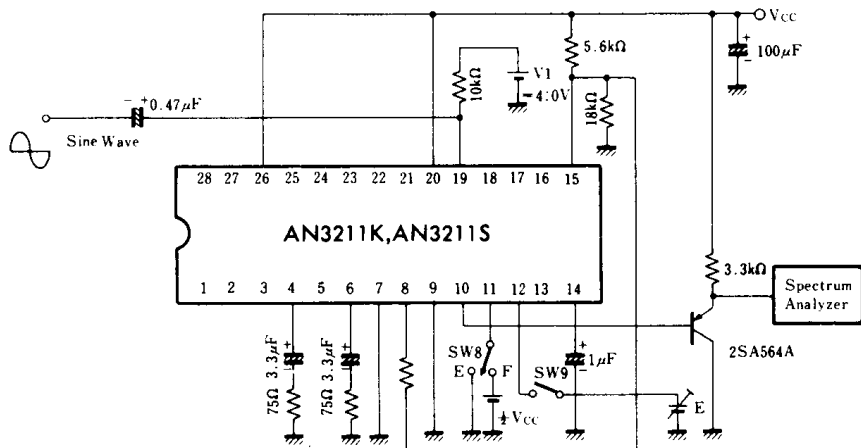 Vcc
5.6kΩ
+
100μF
-
V1
=4.0V
10kΩ
18kΩ
- + 0.47μF
Sine Wave
28 27 26 25 24 23 22 21 20 19 18 17 16 15
AN3211K,AN3211S
1 2 3 4 5 6 7 8 9 10 11 12 13 14
3.3kΩ
Spectrum
Analyzer
2SA564A
+
3.3μF
-
75Ω
+
3.3μF
-
75Ω
SW8
E F
Vcc
SW9
+
1μF
-
E